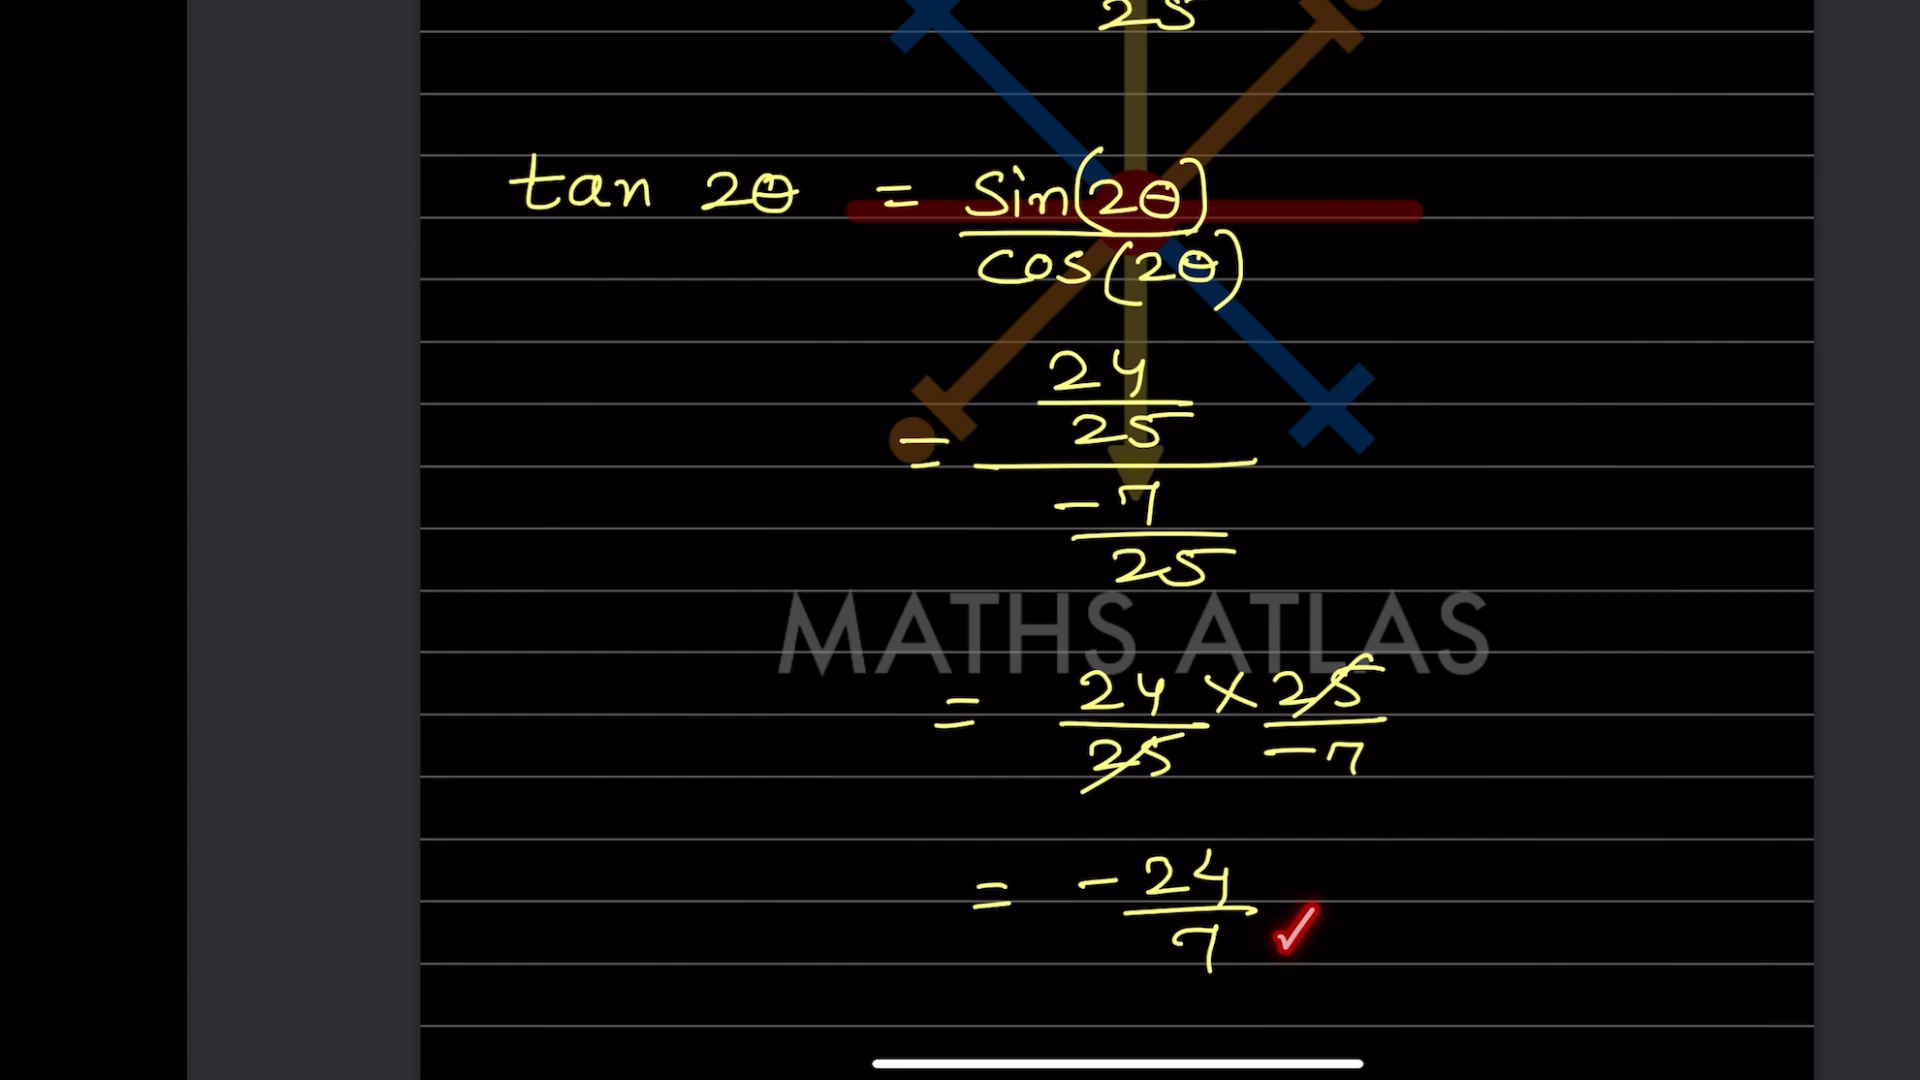 25
tan 2θ = Sin(2θ)
cos(2θ)
24
25
=
-7
25
MATHS ATLAS
= 24 × 25
25 -7
= -24
7 ✓